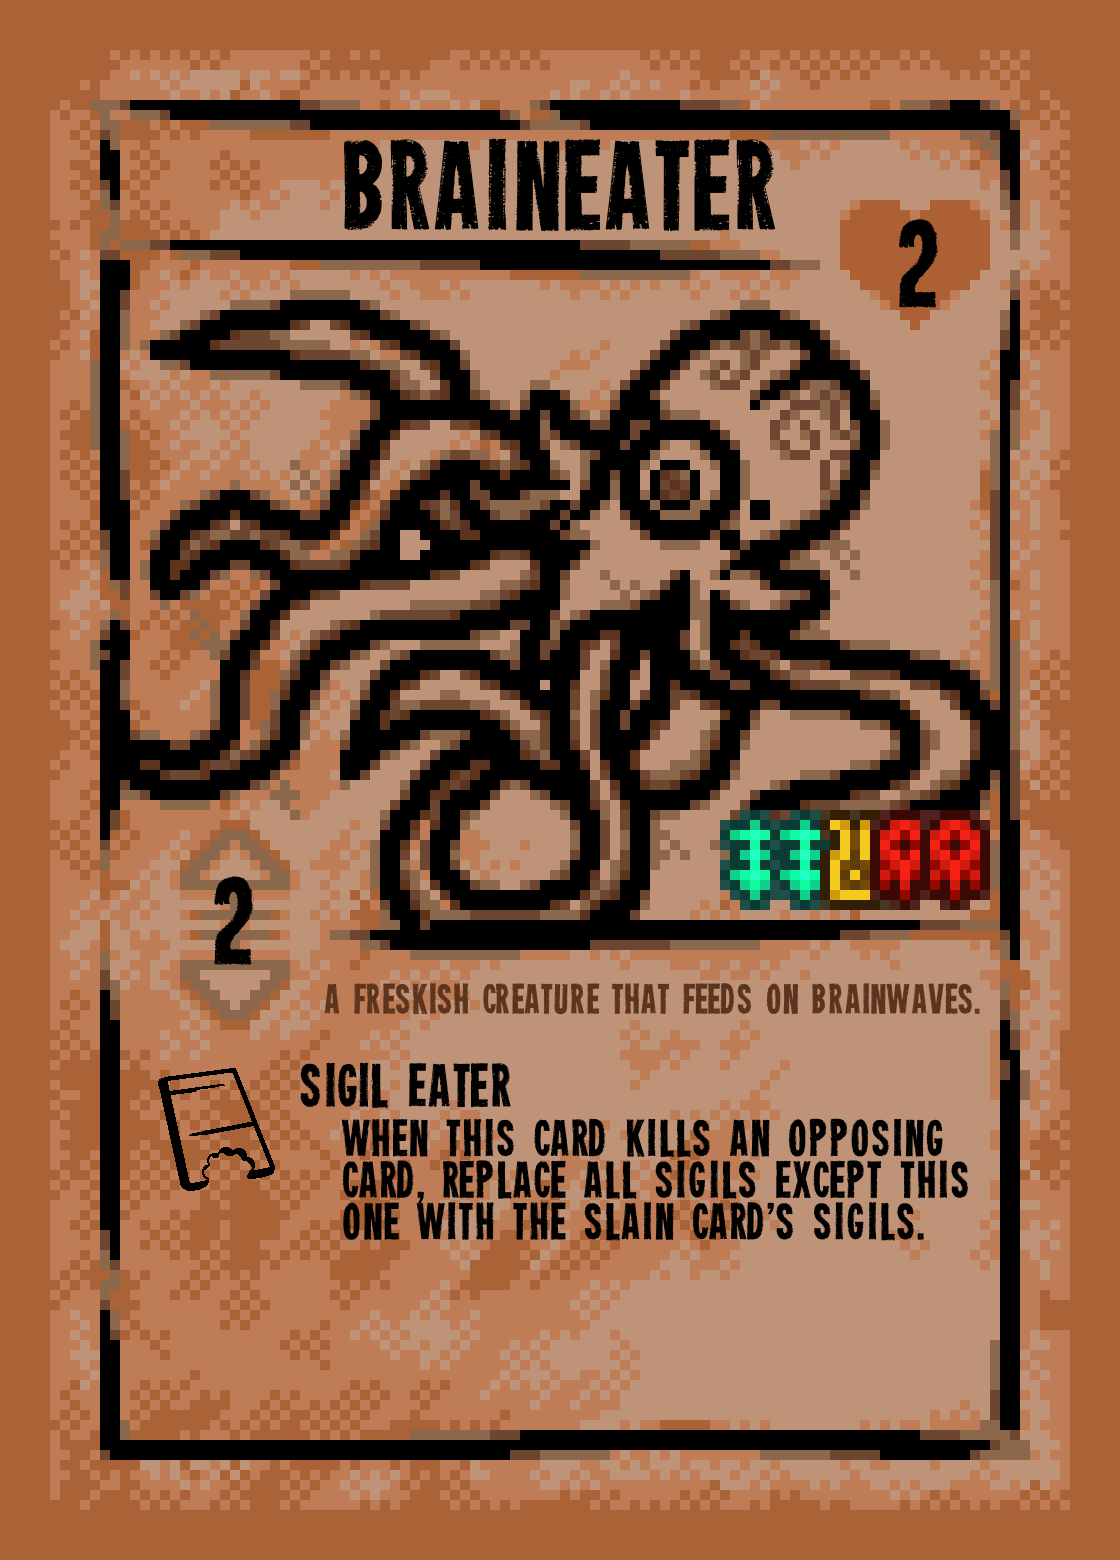 BRAINEATER
2
2
A FRESKISH CREATURE THAT FEEDS ON BRAINWAVES.
SIGIL EATER
WHEN THIS CARD KILLS AN OPPOSING
CARD, REPLACE ALL SIGILS EXCEPT THIS
ONE WITH THE SLAIN CARD'S SIGILS.